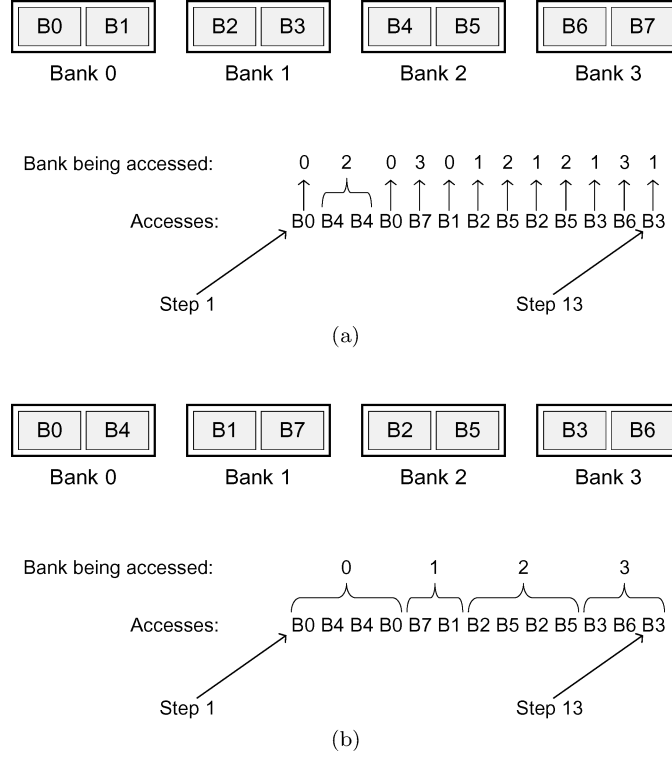 B0 B1 B2 B3 B4 B5 B6 B7
Bank 0 Bank 1 Bank 2 Bank 3
Bank being accessed: 0 2 0 3 0 1 2 1 2 1 3 1
Accesses: B0 B4 B4 B0 B7 B1 B2 B5 B2 B5 B3 B6 B3
Step 1 Step 13
(a)
B0 B4 B1 B7 B2 B5 B3 B6
Bank 0 Bank 1 Bank 2 Bank 3
Bank being accessed: 0 1 2 3
Accesses: B0 B4 B4 B0 B7 B1 B2 B5 B2 B5 B3 B6 B3
Step 1 Step 13
(b)